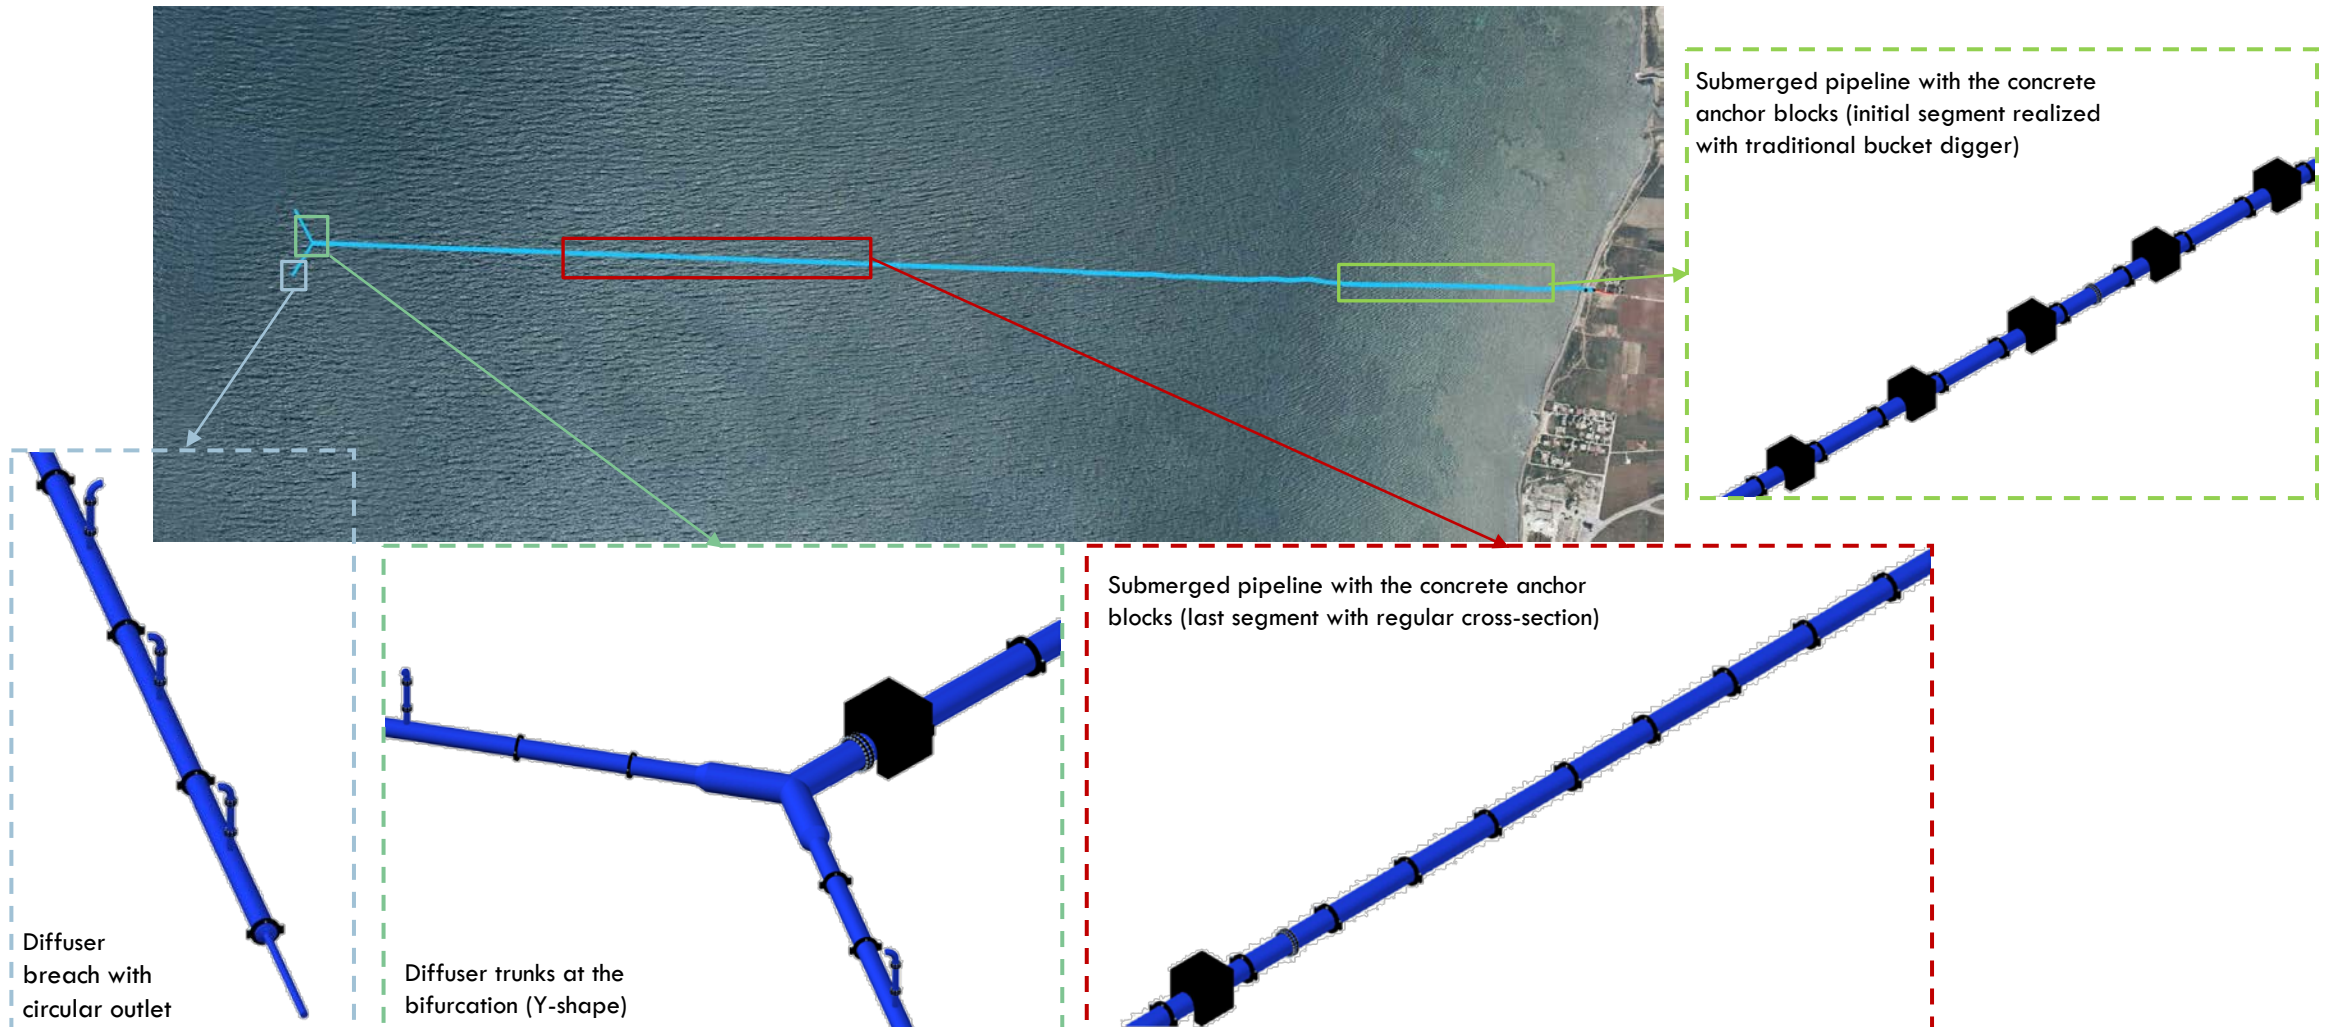 Submerged pipeline with the concrete
anchor blocks (initial segment realized
with traditional bucket digger)
Submerged pipeline with the concrete anchor
blocks (last segment with regular cross-section)
Diffuser
breach with
circular outlet
Diffuser trunks at the
bifurcation (Y-shape)